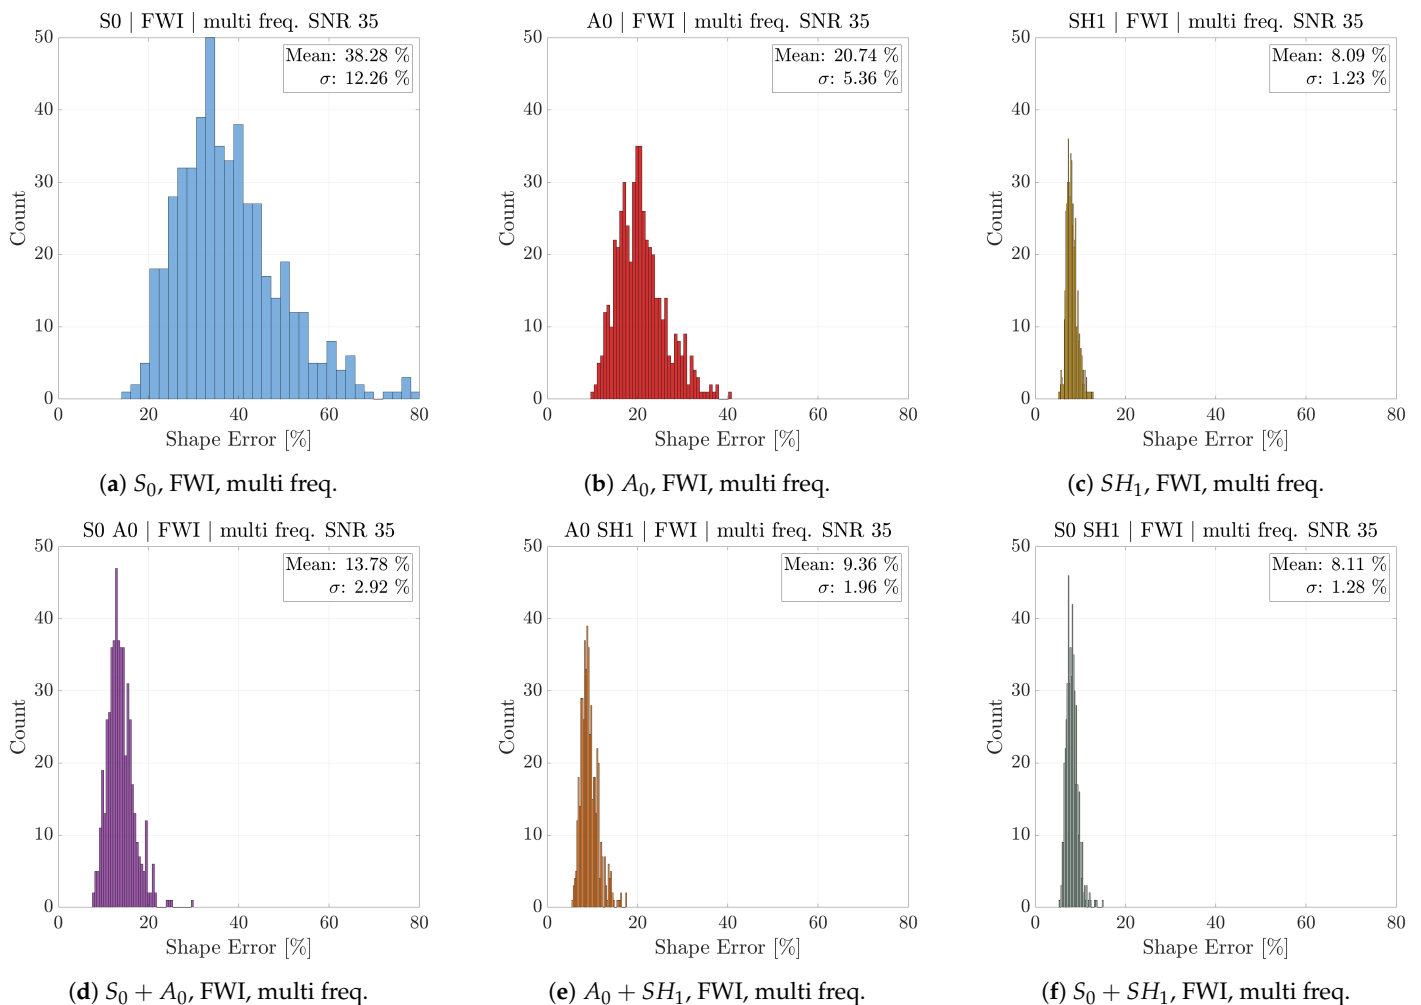 S0 | FWI | multi freq. SNR 35
50
40
30
20
10
0
Count
Mean: 38.28 %
σ: 12.26 %
0 20 40 60 80
Shape Error [%]
(a) S0, FWI, multi freq.
A0 | FWI | multi freq. SNR 35
50
40
30
20
10
0
Count
Mean: 20.74 %
σ: 5.36 %
0 20 40 60 80
Shape Error [%]
(b) A0, FWI, multi freq.
SH1 | FWI | multi freq. SNR 35
50
40
30
20
10
0
Count
Mean: 8.09 %
σ: 1.23 %
0 20 40 60 80
Shape Error [%]
(c) SH1, FWI, multi freq.
S0 A0 | FWI | multi freq. SNR 35
50
40
30
20
10
0
Count
Mean: 13.78 %
σ: 2.92 %
0 20 40 60 80
Shape Error [%]
(d) S0 + A0, FWI, multi freq.
A0 SH1 | FWI | multi freq. SNR 35
50
40
30
20
10
0
Count
Mean: 9.36 %
σ: 1.96 %
0 20 40 60 80
Shape Error [%]
(e) A0 + SH1, FWI, multi freq.
S0 SH1 | FWI | multi freq. SNR 35
50
40
30
20
10
0
Count
Mean: 8.11 %
σ: 1.28 %
0 20 40 60 80
Shape Error [%]
(f) S0 + SH1, FWI, multi freq.